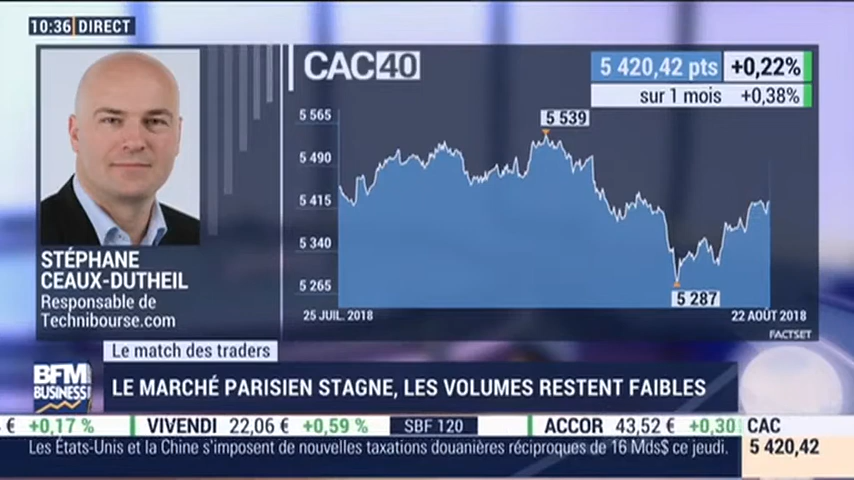 10:36 DIRECT
CAC40
5 420,42 pts +0,22%
sur 1 mois +0,38%
5 565
5 490
5 415
5 340
5 265
5 539
5 287
25 JUIL. 2018
22 AOÛT 2018
FACTSET
STÉPHANE
CEAUX-DUTHEIL
Responsable de
Technibourse.com
Le match des traders
BFM
BUSINESS
LE MARCHÉ PARISIEN STAGNE, LES VOLUMES RESTENT FAIBLES
€ +0,17 % VIVENDI 22,06 € +0,59 % SBF 120 ACCOR 43,52 € +0,30
CAC
5 420,42
Les États-Unis et la Chine s'imposent de nouvelles taxations douanières réciproques de 16 Mds$ ce jeudi.